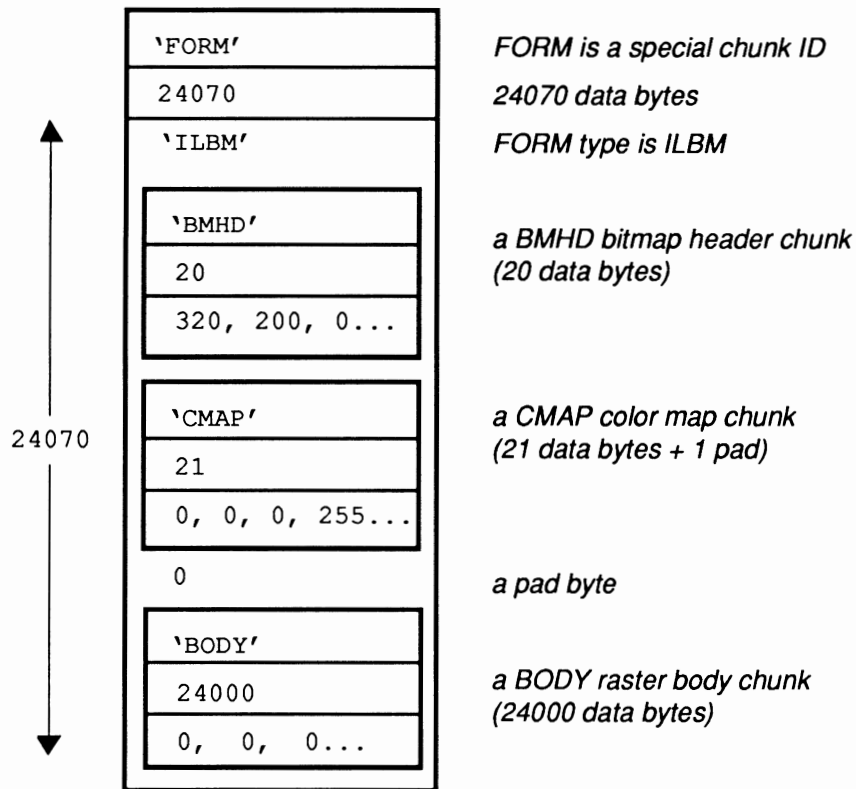 ‵FORM′
FORM is a special chunk ID
24070
24070 data bytes
‵ILBM′
FORM type is ILBM
‵BMHD′
20
320, 200, 0...
a BMHD bitmap header chunk
(20 data bytes)
24070
‵CMAP′
21
0, 0, 0, 255...
a CMAP color map chunk
(21 data bytes + 1 pad)
0
a pad byte
‵BODY′
24000
0, 0, 0...
a BODY raster body chunk
(24000 data bytes)